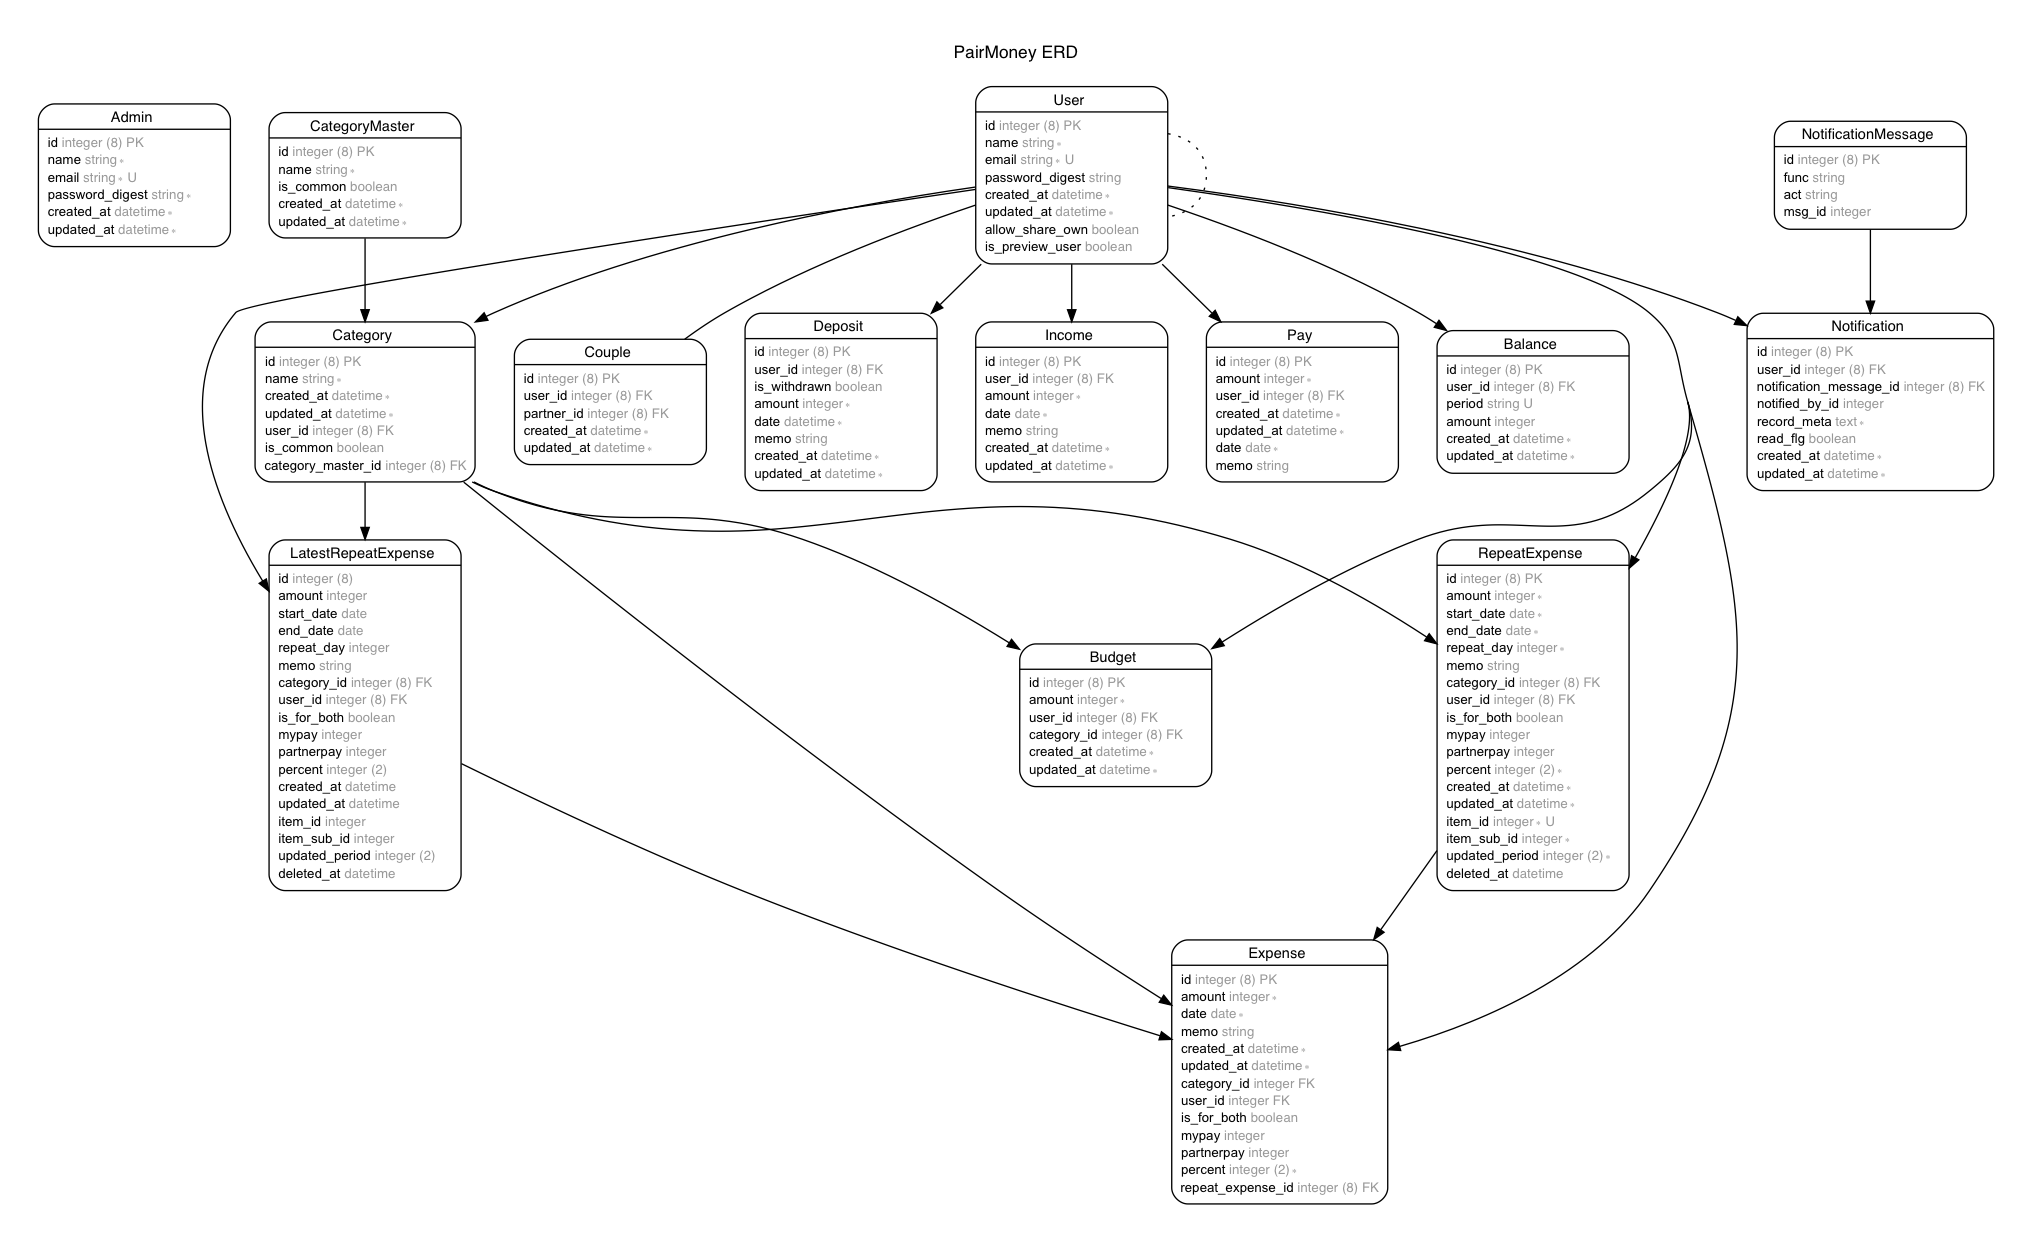 PairMoney ERD
Admin
id integer (8) PK
name string ∗
email string ∗ U
password_digest string ∗
created_at datetime ∗
updated_at datetime ∗
CategoryMaster
id integer (8) PK
name string ∗
is_common boolean
created_at datetime ∗
updated_at datetime ∗
User
id integer (8) PK
name string ∗
email string ∗ U
password_digest string
created_at datetime ∗
updated_at datetime ∗
allow_share_own boolean
is_preview_user boolean
NotificationMessage
id integer (8) PK
func string
act string
msg_id integer
Category
id integer (8) PK
name string ∗
created_at datetime ∗
updated_at datetime ∗
user_id integer (8) FK
is_common boolean
category_master_id integer (8) FK
Couple
id integer (8) PK
user_id integer (8) FK
partner_id integer (8) FK
created_at datetime ∗
updated_at datetime ∗
Deposit
id integer (8) PK
user_id integer (8) FK
is_withdrawn boolean
amount integer ∗
date datetime ∗
memo string
created_at datetime ∗
updated_at datetime ∗
Income
id integer (8) PK
user_id integer (8) FK
amount integer ∗
date date ∗
memo string
created_at datetime ∗
updated_at datetime ∗
Pay
id integer (8) PK
amount integer ∗
user_id integer (8) FK
created_at datetime ∗
updated_at datetime ∗
date date ∗
memo string
Balance
id integer (8) PK
user_id integer (8) FK
period string U
amount integer
created_at datetime ∗
updated_at datetime ∗
Notification
id integer (8) PK
user_id integer (8) FK
notification_message_id integer (8) FK
notified_by_id integer
record_meta text ∗
read_flg boolean
created_at datetime ∗
updated_at datetime ∗
LatestRepeatExpense
id integer (8)
amount integer
start_date date
end_date date
repeat_day integer
memo string
category_id integer (8) FK
user_id integer (8) FK
is_for_both boolean
mypay integer
partnerpay integer
percent integer (2)
created_at datetime
updated_at datetime
item_id integer
item_sub_id integer
updated_period integer (2)
deleted_at datetime
Budget
id integer (8) PK
amount integer ∗
user_id integer (8) FK
category_id integer (8) FK
created_at datetime ∗
updated_at datetime ∗
RepeatExpense
id integer (8) PK
amount integer ∗
start_date date ∗
end_date date ∗
repeat_day integer ∗
memo string
category_id integer (8) FK
user_id integer (8) FK
is_for_both boolean
mypay integer
partnerpay integer
percent integer (2) ∗
created_at datetime ∗
updated_at datetime ∗
item_id integer ∗ U
item_sub_id integer ∗
updated_period integer (2) ∗
deleted_at datetime
Expense
id integer (8) PK
amount integer ∗
date date ∗
memo string
created_at datetime ∗
updated_at datetime ∗
category_id integer FK
user_id integer FK
is_for_both boolean
mypay integer
partnerpay integer
percent integer (2) ∗
repeat_expense_id integer (8) FK